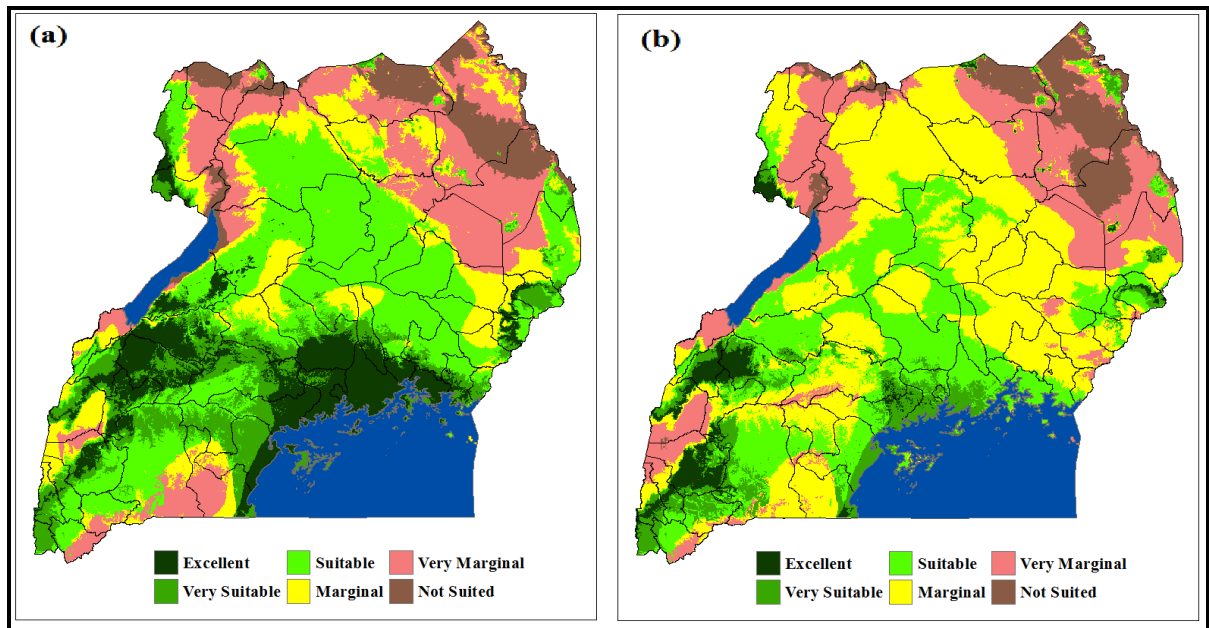 (a)
Excellent Suitable Very Marginal
Very Suitable Marginal Not Suited
(b)
Excellent Suitable Very Marginal
Very Suitable Marginal Not Suited